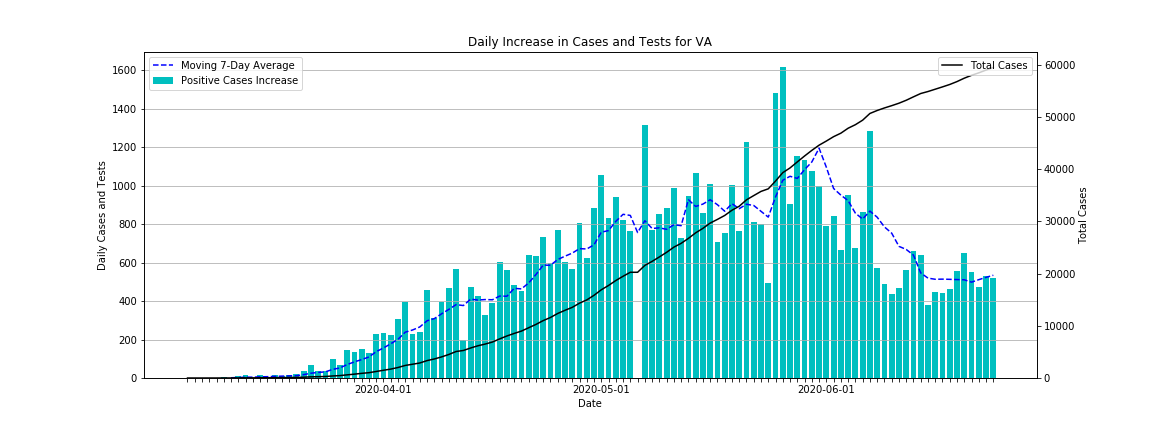 Daily Increase in Cases and Tests for VA
Moving 7-Day Average
Positive Cases Increase
Total Cases
Daily Cases and Tests
1600
1400
1200
1000
800
600
400
200
0
60000
50000
40000
30000
20000
10000
0
Total Cases
2020-04-01
2020-05-01
2020-06-01
Date